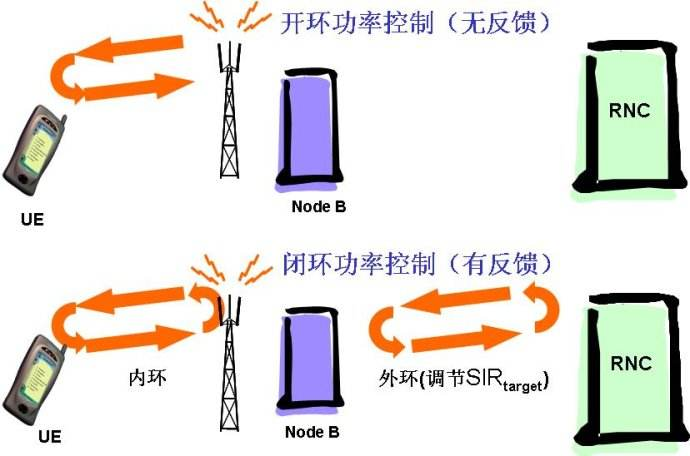 开环功率控制（无反馈）
RNC
Node B
UE
闭环功率控制（有反馈）
内环
外环(调节SIRtarget)
RNC
Node B
UE